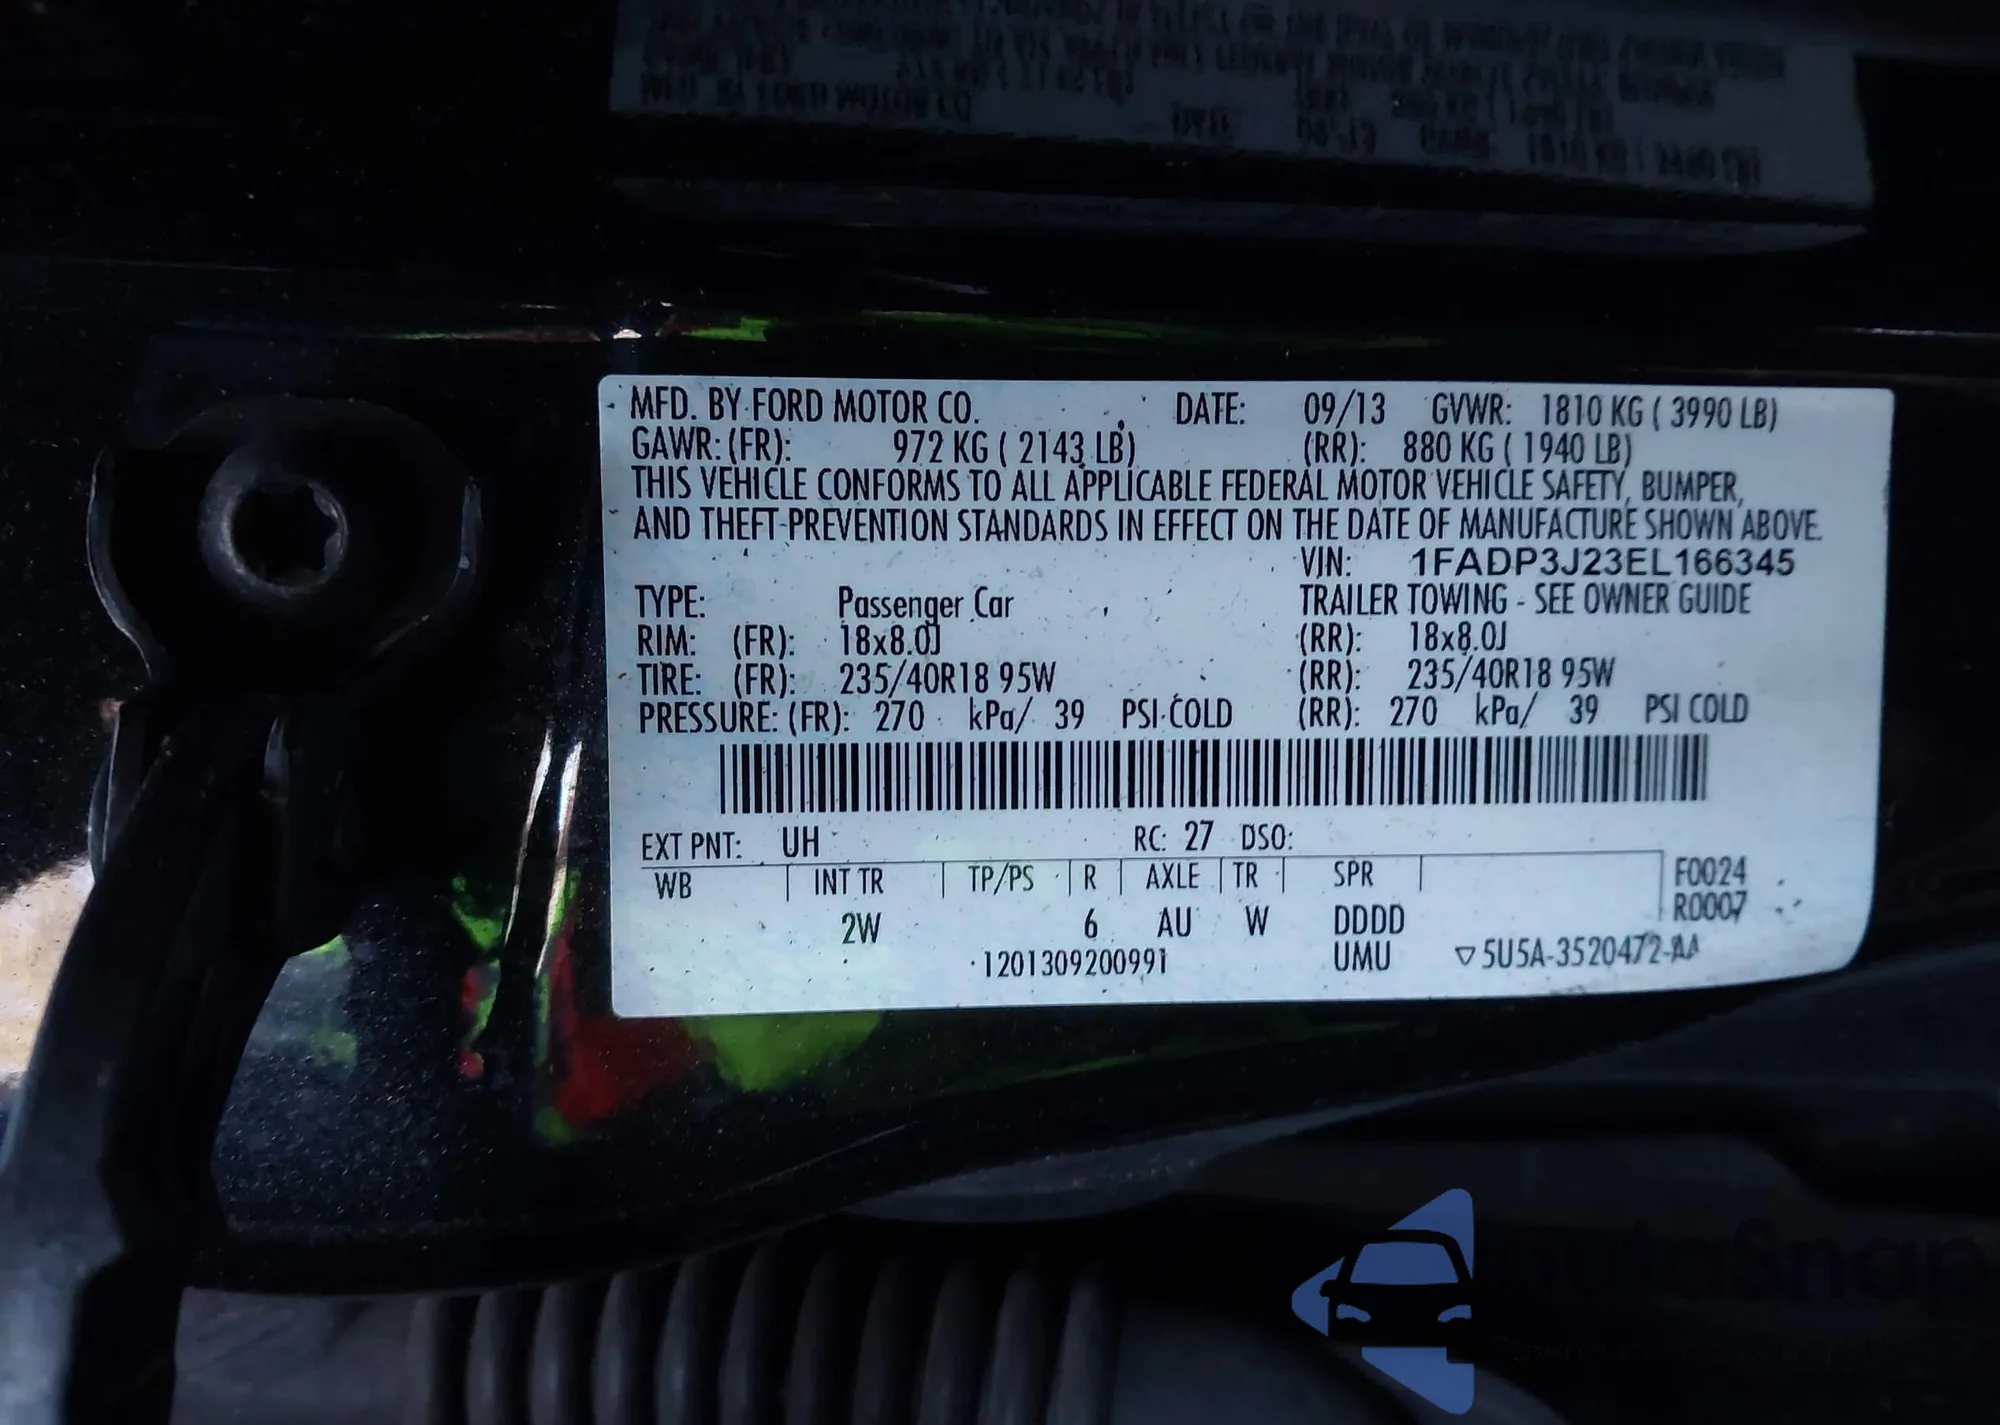 MFD. BY FORD MOTOR CO. DATE: 09/13 GVWR: 1810 KG ( 3990 LB)
GAWR: (FR): 972 KG ( 2143 LB) (RR): 880 KG ( 1940 LB)
THIS VEHICLE CONFORMS TO ALL APPLICABLE FEDERAL MOTOR VEHICLE SAFETY, BUMPER,
AND THEFT-PREVENTION STANDARDS IN EFFECT ON THE DATE OF MANUFACTURE SHOWN ABOVE.
VIN: 1FADP3J23EL166345
TYPE: Passenger Car TRAILER TOWING - SEE OWNER GUIDE
RIM: (FR): 18x8.0J (RR): 18x8.0J
TIRE: (FR): 235/40R18 95W (RR): 235/40R18 95W
PRESSURE: (FR): 270 kPa/ 39 PSI COLD (RR): 270 kPa/ 39 PSI COLD
EXT PNT: UH RC: 27 DSO:
WB INT TR TP/PS R AXLE TR SPR F0024
R0007
2W 6 AU W DDDD
1201309200991 UMU ▽5U5A-3520472-AA
AutoSnap